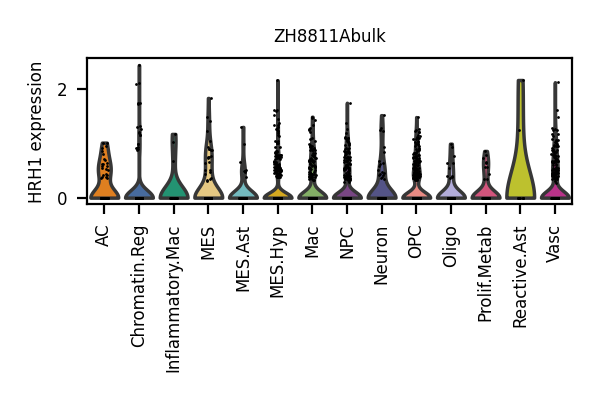 ZH8811Abulk
HRH1 expression
2
0
AC
Chromatin.Reg
Inflammatory.Mac
MES
MES.Ast
MES.Hyp
Mac
NPC
Neuron
OPC
Oligo
Prolif.Metab
Reactive.Ast
Vasc